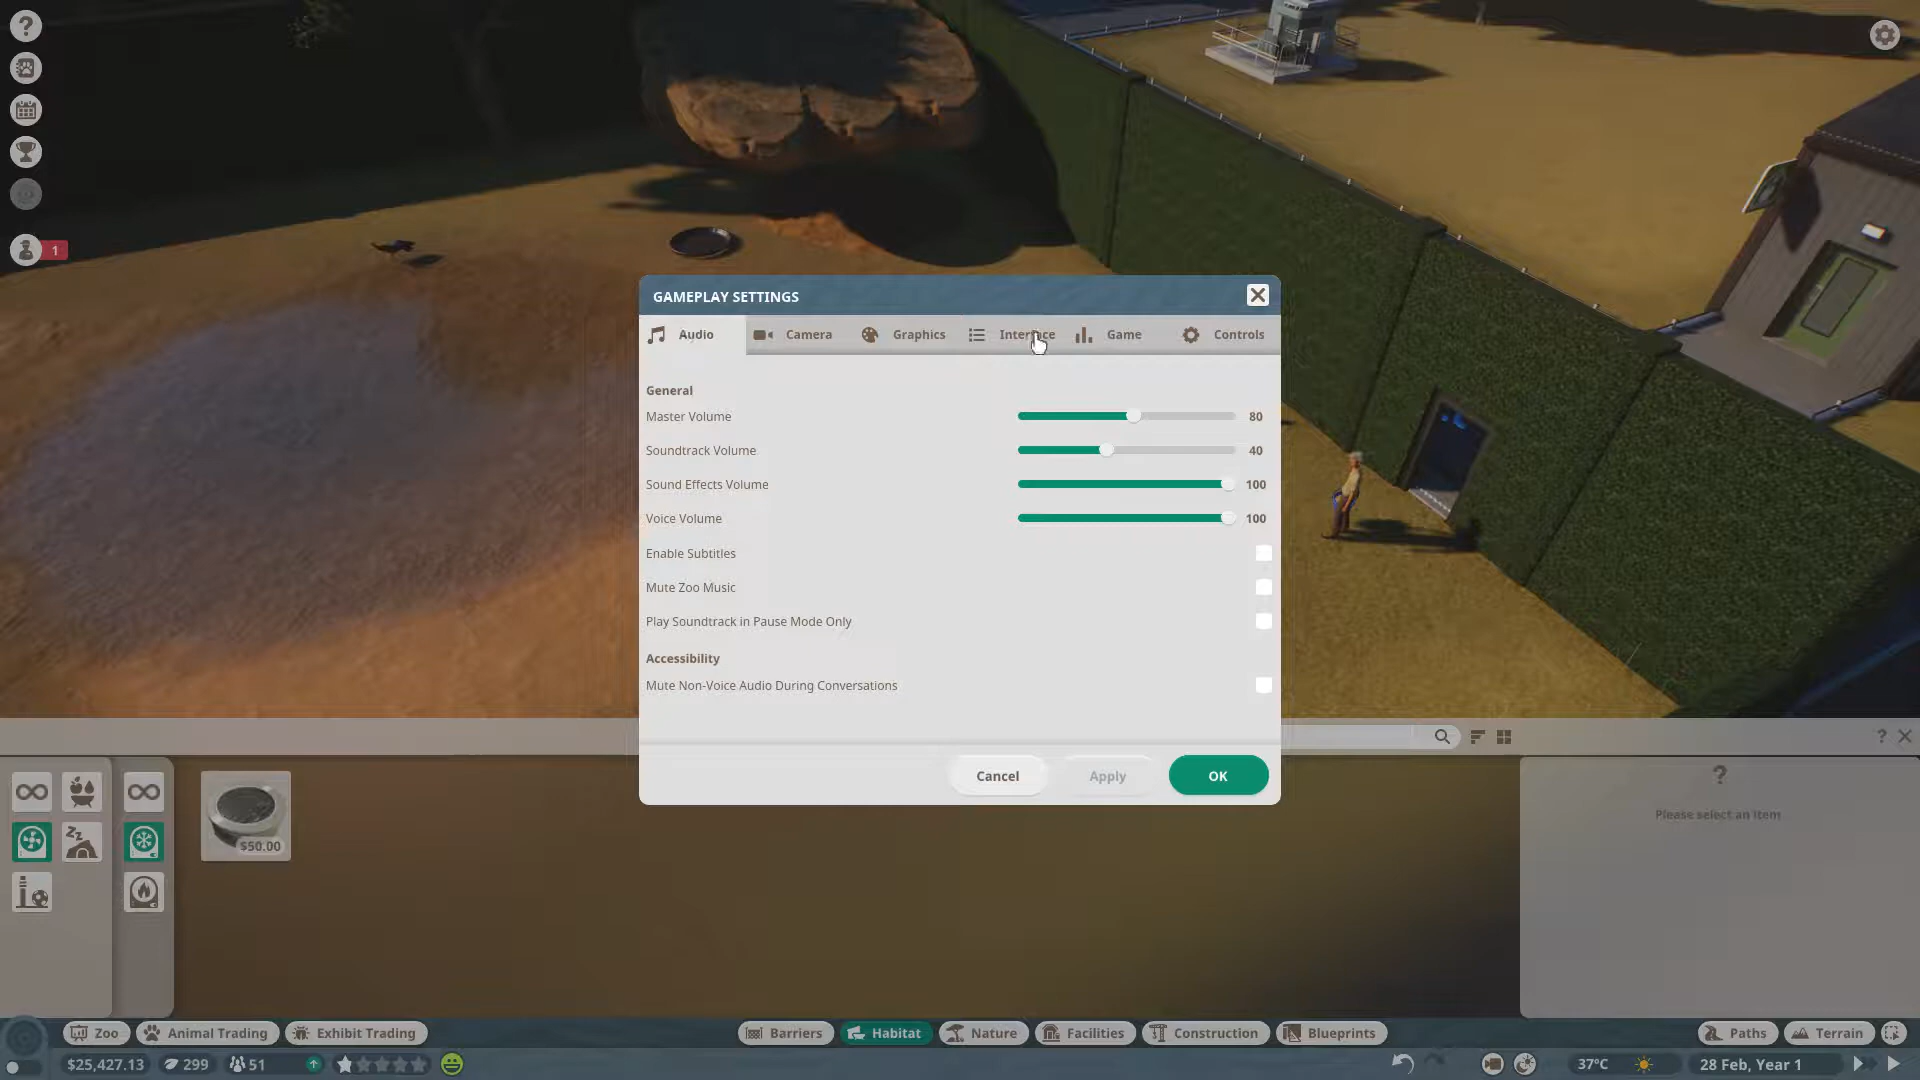 ?
1
GAMEPLAY SETTINGS
Audio
Camera
Graphics
Interface
Game
Controls
General
Master Volume
80
Soundtrack Volume
40
Sound Effects Volume
100
Voice Volume
100
Enable Subtitles
Mute Zoo Music
Play Soundtrack in Pause Mode Only
Accessibility
Mute Non-Voice Audio During Conversations
Cancel
Apply
OK
?
$50.00
?
Please select an item
Zoo
Animal Trading
Exhibit Trading
Barriers
Habitat
Nature
Facilities
Construction
Blueprints
Paths
Terrain
$25,427.13
299
51
37°C
28 Feb, Year 1